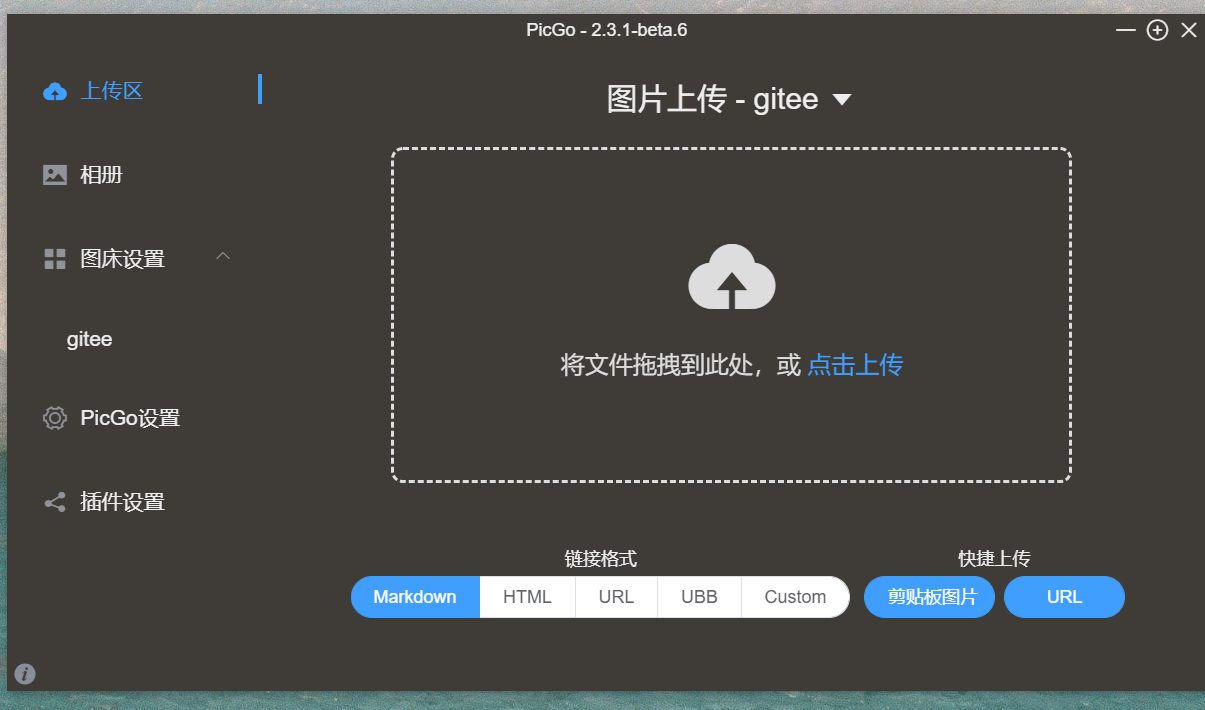 PicGo - 2.3.1-beta.6
上传区
相册
图床设置
gitee
PicGo设置
插件设置
图片上传 - gitee
将文件拖拽到此处，或 点击上传
链接格式
Markdown
HTML
URL
UBB
Custom
快捷上传
剪贴板图片
URL